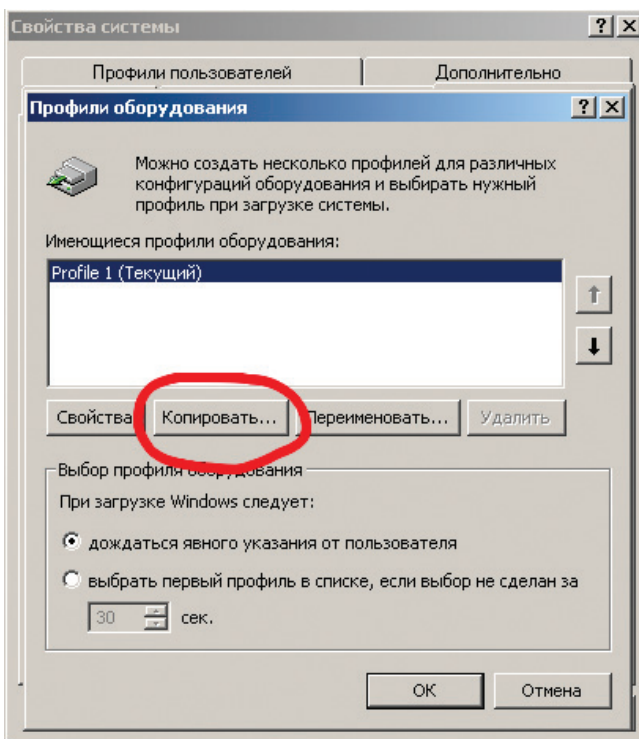 Свойства системы
Профили пользователей
Дополнительно
Профили оборудования
Можно создать несколько профилей для различных
конфигураций оборудования и выбирать нужный
профиль при загрузке системы.
Имеющиеся профили оборудования:
Profile 1 (Текущий)
Свойства Копировать... Переименовать... Удалить
Выбор профиля оборудования
При загрузке Windows следует:
дождаться явного указания от пользователя
выбрать первый профиль в списке, если выбор не сделан за
30 сек.
ОК Отмена